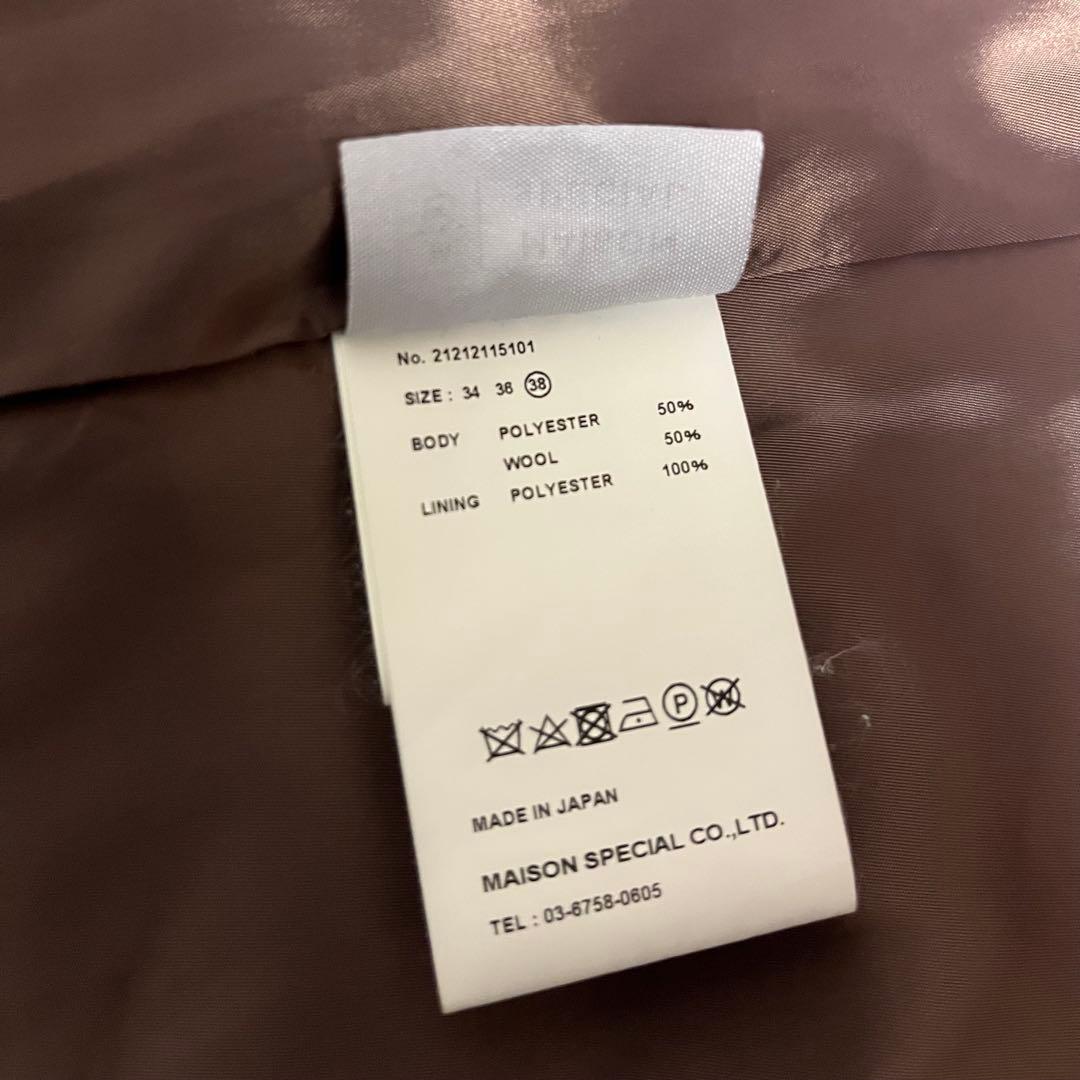 No. 21212115101
SIZE : 34 36 38
BODY POLYESTER 50%
WOOL 50%
LINING POLYESTER 100%
P W
MADE IN JAPAN
MAISON SPECIAL CO.,LTD.
TEL : 03-6758-0605